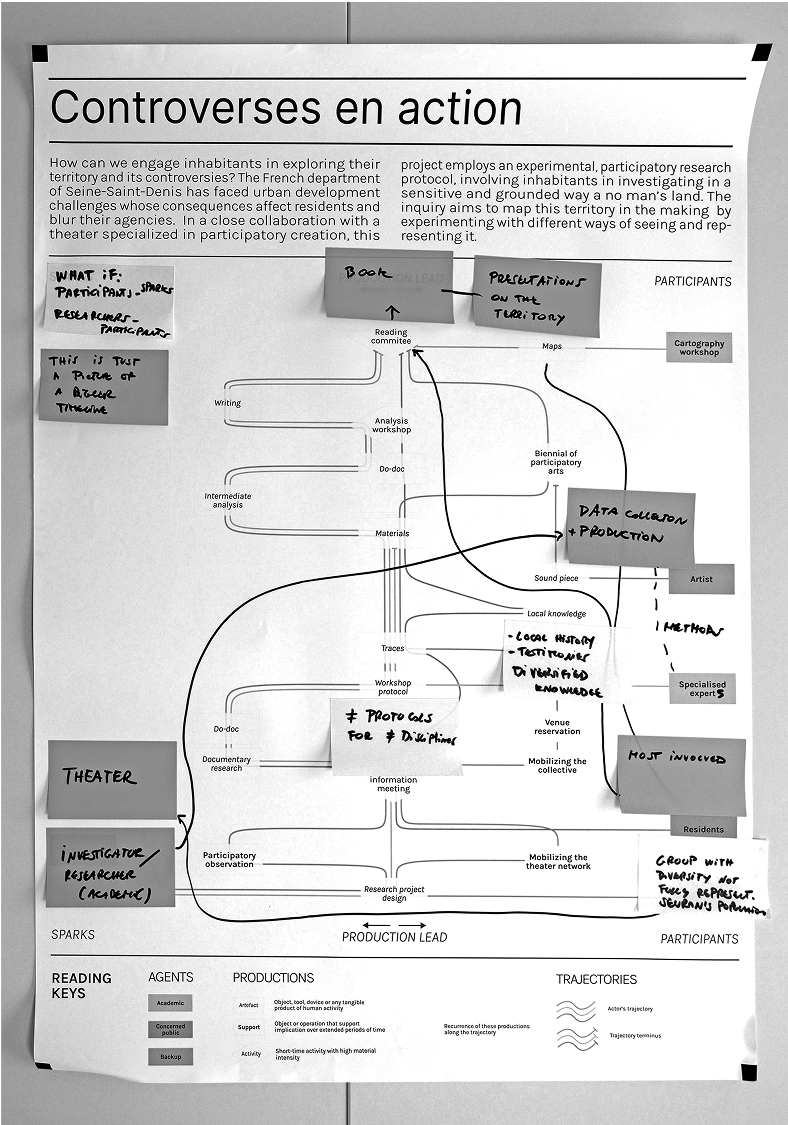 Controverses en action
How can we engage inhabitants in exploring their
territory and its controversies? The French department
of Seine-Saint-Denis has faced urban development
challenges whose consequences affect residents and
blur their agencies. In a close collaboration with a
theater specialized in participatory creation, this
project employs an experimental, participatory research
protocol, involving inhabitants in investigating in a
sensitive and grounded way a no man's land. The
inquiry aims to map this territory in the making by
experimenting with different ways of seeing and rep-
resenting it.
WHAT IF:
PARTICIPANTS - SPARKS
RESEARCHERS -
PARTICIPANTS
THIS IS JUST
A PICTURE OF
A BIGGER
TIMELINE
BOOK
PRODUCTION LEAD
PRESENTATIONS
ON THE
TERRITORY
PARTICIPANTS
Reading
commitee
Maps
Cartography
workshop
Writing
Analysis
workshop
Do-doc
Biennial of
participatory
arts
Intermediate
analysis
Materials
DATA COLLECTON
+ PRODUCTION
Sound piece
Artist
Local knowledge
METHODS
- LOCAL HISTORY
- TESTIMONIES
DIVERSIFIED
KNOWLEDGE
Traces
Workshop
protocol
Specialised
experts
≠ PROTOCOLS
FOR ≠ Disciplines
Do-doc
Venue
reservation
Documentary
research
Mobilizing the
collective
MOST INVOLVED
THEATER
information
meeting
Residents
INVESTIGATOR/
RESEARCHER
(ACADEMIC)
Participatory
observation
Mobilizing the
theater network
GROUP WITH
DIVERSITY NOT
FULLY REPRESENT.
Research project
design
SPARKS
PRODUCTION LEAD
PARTICIPANTS
READING
KEYS
AGENTS
Academic
Concerned
public
Backup
PRODUCTIONS
Artefact
Object, tool, device or any tangible
product of human activity
Support
Object or operation that support
implication over extended periods of time
Activity
Short-time activity with high material
intensity
Recurrence of these productions
along the trajectory
TRAJECTORIES
Actor's trajectory
Trajectory terminus